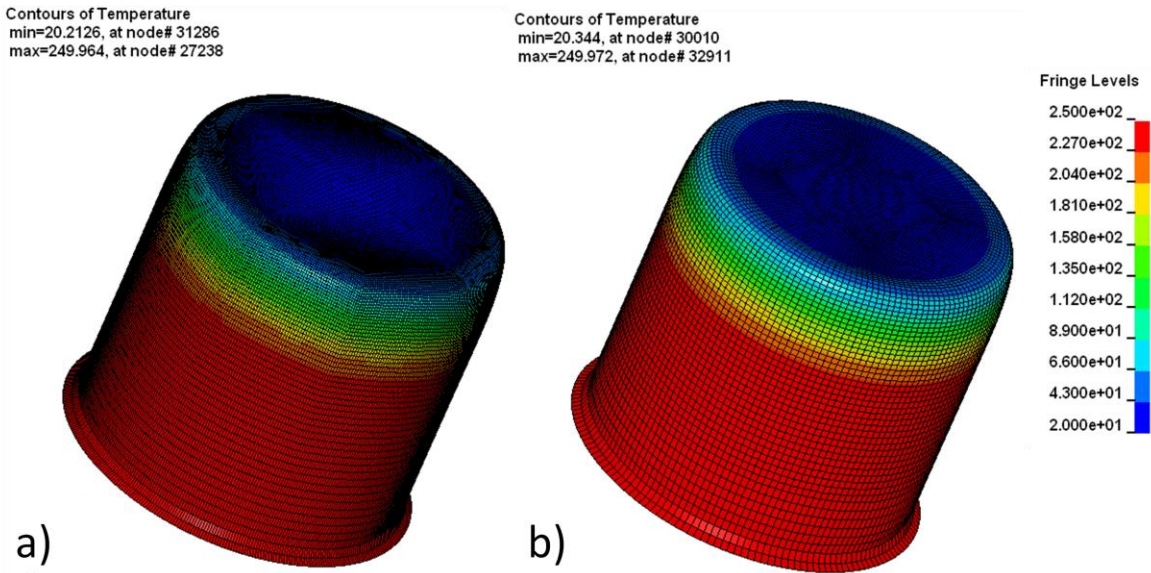 Contours of Temperature
min=20.2126, at node# 31286
max=249.964, at node# 27238
Contours of Temperature
min=20.344, at node# 30010
max=249.972, at node# 32911
Fringe Levels
2.500e+02
2.270e+02
2.040e+02
1.810e+02
1.580e+02
1.350e+02
1.120e+02
8.900e+01
6.600e+01
4.300e+01
2.000e+01
a)
b)